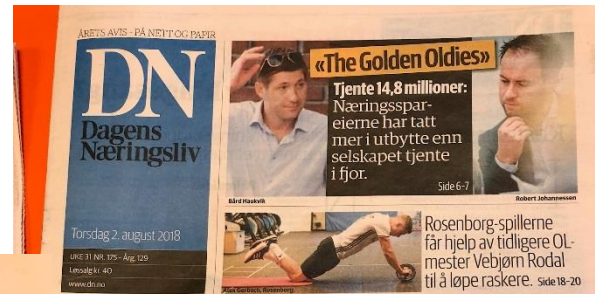 ÅRETS AVIS - PÅ NETT OG PAPIR
DN
Dagens
Næringsliv
Torsdag 2. august 2018
UKE 31 NR. 175 - Årg. 129
Løssalg kr. 40
www.dn.no
«The Golden Oldies»
Tjente 14,8 millioner:
Næringsspar-
eierne har tatt
mer i utbytte enn
selskapet tjente
i fjor.
Side 6-7
Bård Haukvik
Robert Johannessen
Rosenborg-spillerne
får hjelp av tidligere OL-
mester Vebjørn Rodal
til å løpe raskere. Side 18-20
Rosenborg.